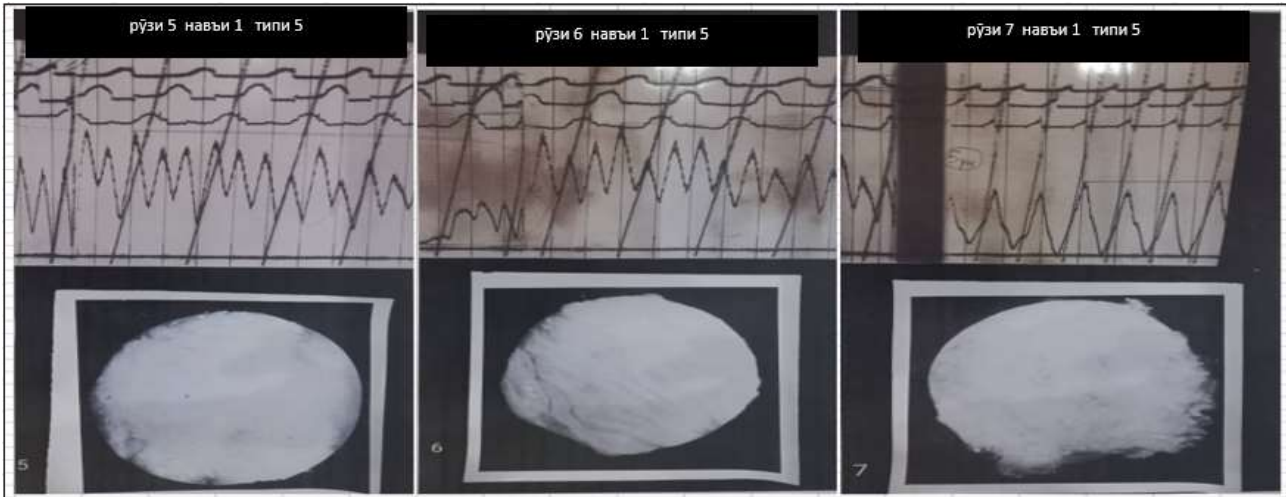 рӯзи 5 навъи 1 типи 5
рӯзи 6 навъи 1 типи 5
рӯзи 7 навъи 1 типи 5
5
6
7